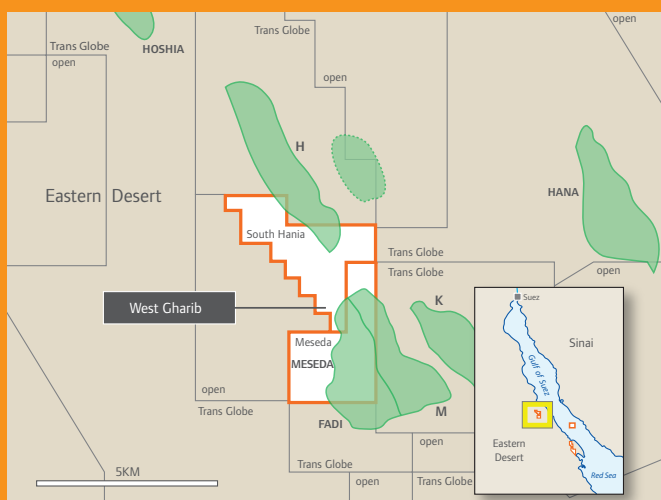 open
Trans Globe
HOSHIA
Trans Globe
open
open
H
Eastern Desert
HANA
South Hania
Trans Globe
Trans Globe
open
West Gharib
K
Suez
Sinai
Gulf of Suez
Meseda
MESEDA
open
Trans Globe
FADI
M
open
Eastern
Desert
Trans Globe
5KM
open
Trans Globe
Red Sea